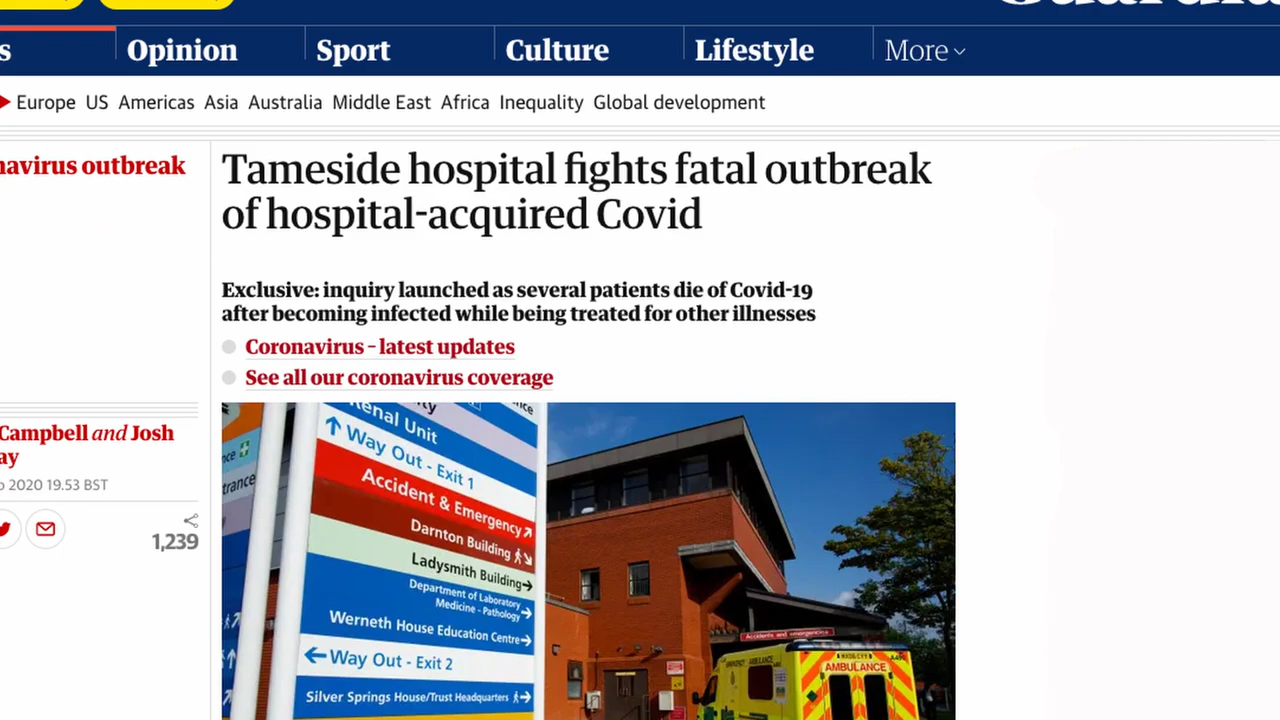 Opinion
Sport
Culture
Lifestyle
More
Europe US Americas Asia Australia Middle East Africa Inequality Global development
navirus outbreak
Tameside hospital fights fatal outbreak
of hospital-acquired Covid
Exclusive: inquiry launched as several patients die of Covid-19
after becoming infected while being treated for other illnesses
Coronavirus – latest updates
See all our coronavirus coverage
Campbell and Josh
ay
2020 19.53 BST
1,239
Renal Unit
Way Out - Exit 1
Accident & Emergency
Darnton Building
Ladysmith Building
Department of Laboratory
Medicine - Pathology
Werneth House Education Centre
Way Out - Exit 2
Silver Springs House/Trust Headquarters
Accidents and emergencies
EMERGENCY AMBULANCE
AMBULANCE